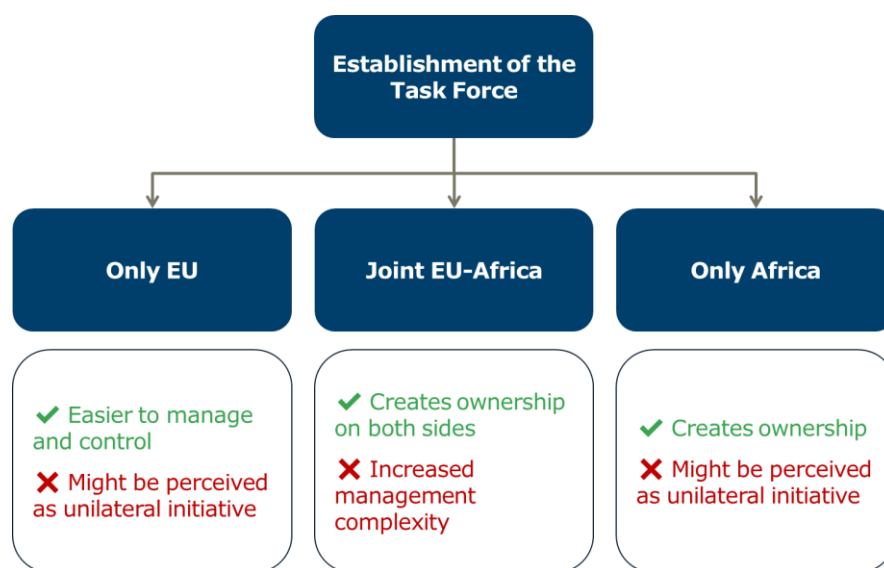 Establishment of the
Task Force
Only EU
Joint EU-Africa
Only Africa
✔ Easier to manage
and control
✘ Might be perceived
as unilateral initiative
✔ Creates ownership
on both sides
✘ Increased
management
complexity
✔ Creates ownership
✘ Might be perceived
as unilateral initiative